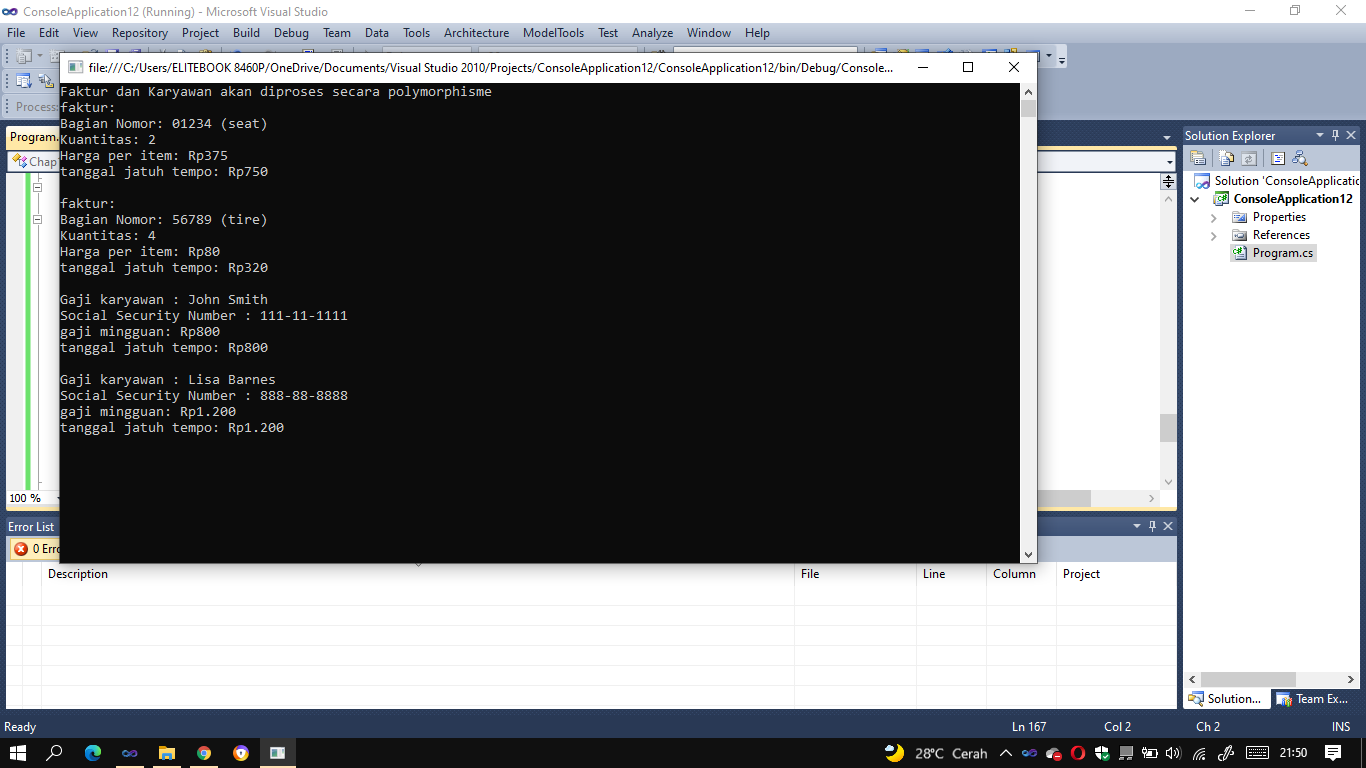 ConsoleApplication12 (Running) - Microsoft Visual Studio
File Edit View Repository Project Build Debug Team Data Tools Architecture ModelTools Test Analyze Window Help
file:///C:/Users/ELITEBOOK 8460P/OneDrive/Documents/Visual Studio 2010/Projects/ConsoleApplication12/ConsoleApplication12/bin/Debug/Console...
Process
Program.
Chap
Faktur dan Karyawan akan diproses secara polymorphisme
faktur:
Bagian Nomor: 01234 (seat)
Kuantitas: 2
Harga per item: Rp375
tanggal jatuh tempo: Rp750
faktur:
Bagian Nomor: 56789 (tire)
Kuantitas: 4
Harga per item: Rp80
tanggal jatuh tempo: Rp320
Gaji karyawan : John Smith
Social Security Number : 111-11-1111
gaji mingguan: Rp800
tanggal jatuh tempo: Rp800
Gaji karyawan : Lisa Barnes
Social Security Number : 888-88-8888
gaji mingguan: Rp1.200
tanggal jatuh tempo: Rp1.200
Solution Explorer
Solution 'ConsoleApplicatic
ConsoleApplication12
Properties
References
Program.cs
100 %
Error List
0 Erro
Description File Line Column Project
Solution... Team Ex...
Ready Ln 167 Col 2 Ch 2 INS
28°C Cerah 21:50